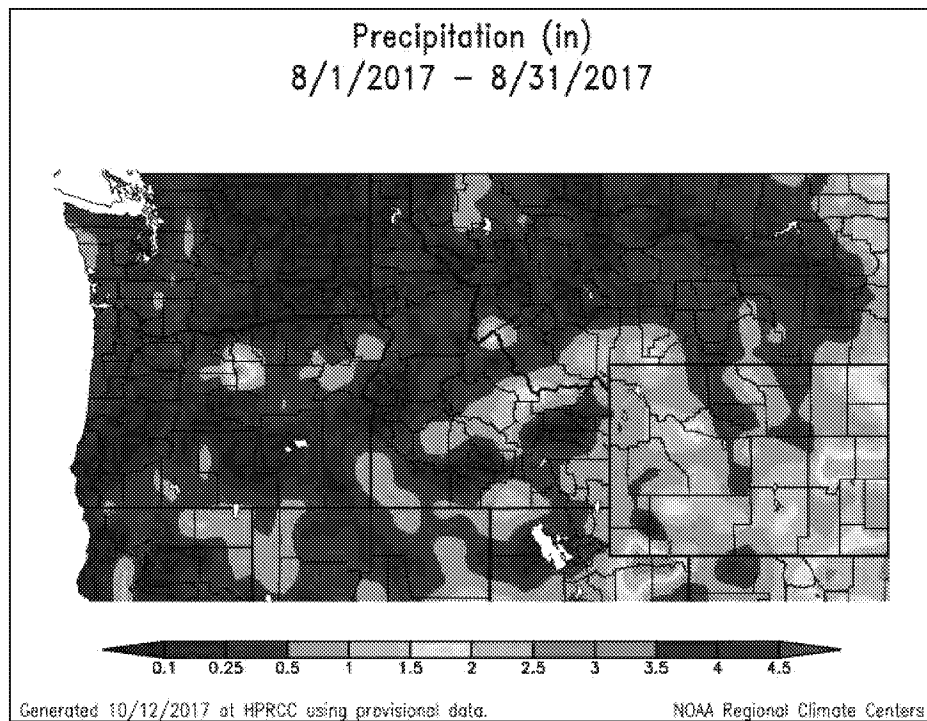 Precipitation (in)
8/1/2017 – 8/31/2017
0.1 0.25 0.5 1 1.5 2 2.5 3 3.5 4 4.5
Generated 10/12/2017 at HPRCC using provisional data. NOAA Regional Climate Centers